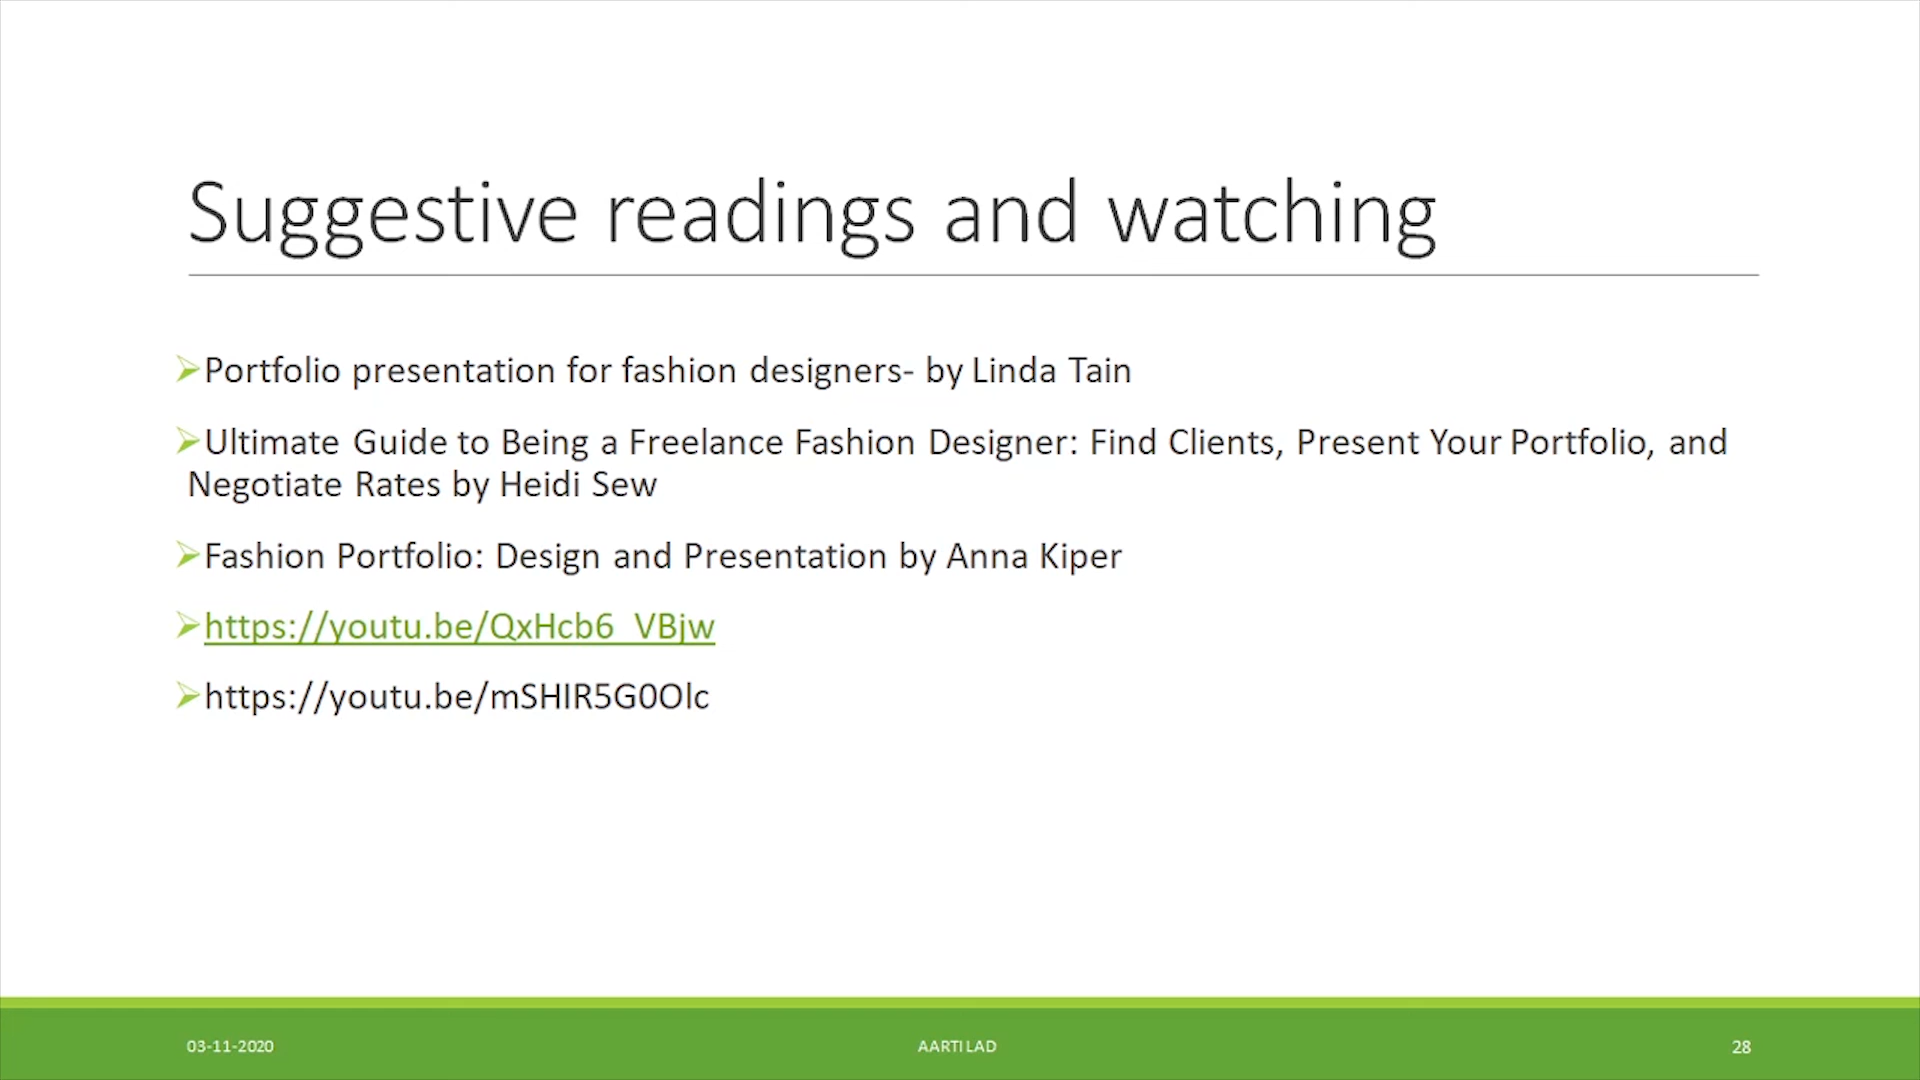 Suggestive readings and watching
Portfolio presentation for fashion designers- by Linda Tain
Ultimate Guide to Being a Freelance Fashion Designer: Find Clients, Present Your Portfolio, and
Negotiate Rates by Heidi Sew
Fashion Portfolio: Design and Presentation by Anna Kiper
https://youtu.be/QxHcb6_VBjw
https://youtu.be/mSHIR5G0Olc
03-11-2020
AARTI LAD
28